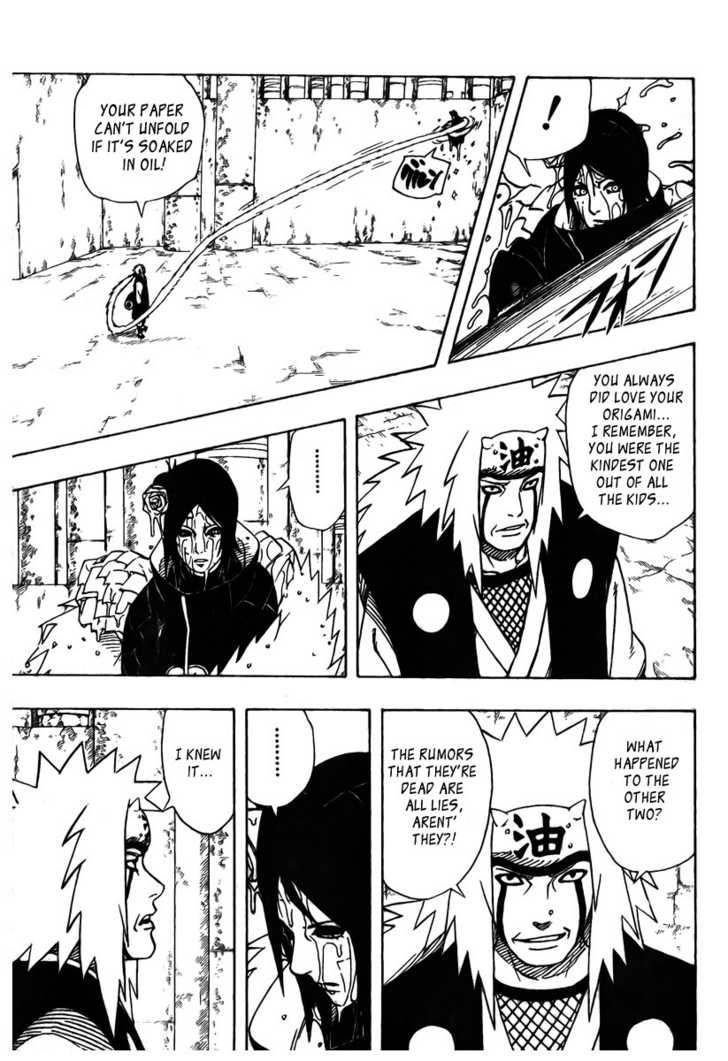 !
YOUR PAPER
CAN'T UNFOLD
IF IT'S SOAKED
IN OIL!
YOU ALWAYS
DID LOVE YOUR
ORIGAMI...
I REMEMBER,
YOU WERE THE
KINDEST ONE
OUT OF ALL
THE KIDS...
油
.........
WHAT
HAPPENED
TO THE
OTHER
TWO?
THE RUMORS
THAT THEY'RE
DEAD ARE
ALL LIES,
ARENT'
THEY?!
油
.........
I KNEW
IT...